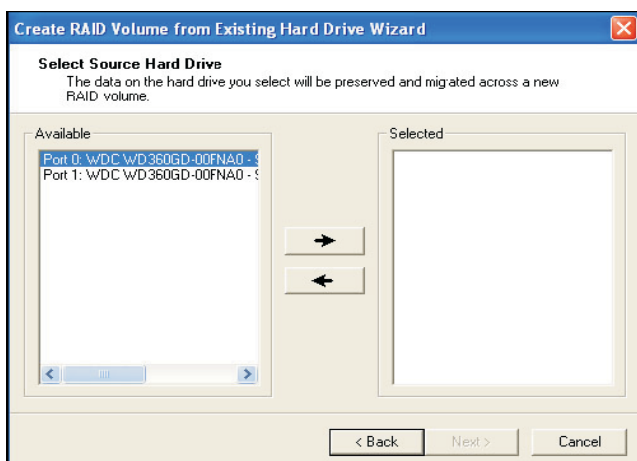 Create RAID Volume from Existing Hard Drive Wizard
Select Source Hard Drive
The data on the hard drive you select will be preserved and migrated across a new
RAID volume.
Available
Port 0: WDC WD360GD-00FNA0 -
Port 1: WDC WD360GD-00FNA0 -
Selected
< Back
Next >
Cancel